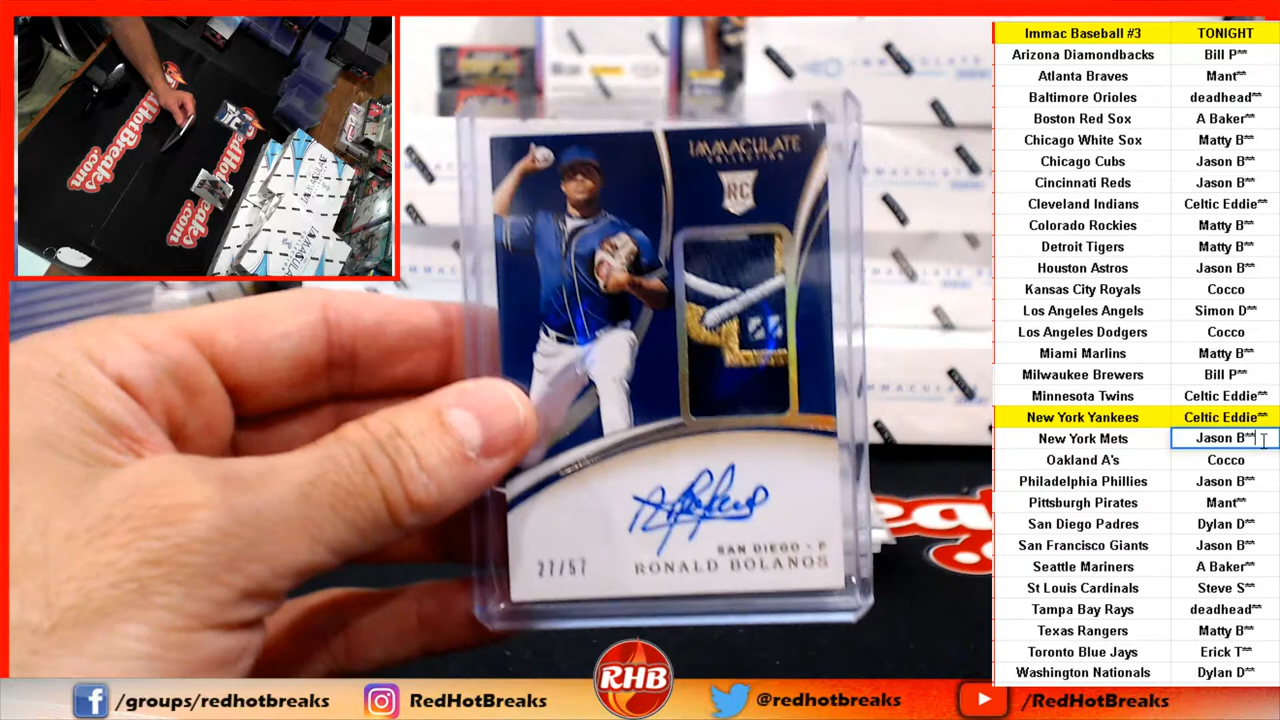 RedHotBreaks
.com
RedHot
IMMACULATE
COLLECTION
RC
SAN DIEGO - P
27/57
RONALD BOLANOS
Immac Baseball #3 TONIGHT
Arizona Diamondbacks Bill P**
Atlanta Braves Mant**
Baltimore Orioles deadhead**
Boston Red Sox A Baker**
Chicago White Sox Matty B**
Chicago Cubs Jason B**
Cincinnati Reds Jason B**
Cleveland Indians Celtic Eddie**
Colorado Rockies Matty B**
Detroit Tigers Matty B**
Houston Astros Jason B**
Kansas City Royals Cocco
Los Angeles Angels Simon D**
Los Angeles Dodgers Cocco
Miami Marlins Matty B**
Milwaukee Brewers Bill P**
Minnesota Twins Celtic Eddie**
New York Yankees Celtic Eddie**
New York Mets Jason B**
Oakland A's Cocco
Philadelphia Phillies Jason B**
Pittsburgh Pirates Mant**
San Diego Padres Dylan D**
San Francisco Giants Jason B**
Seattle Mariners A Baker**
St Louis Cardinals Steve S**
Tampa Bay Rays deadhead**
Texas Rangers Matty B**
Toronto Blue Jays Erick T**
Washington Nationals Dylan D**
RHB
/groups/redhotbreaks RedHotBreaks @redhotbreaks /RedHotBreaks